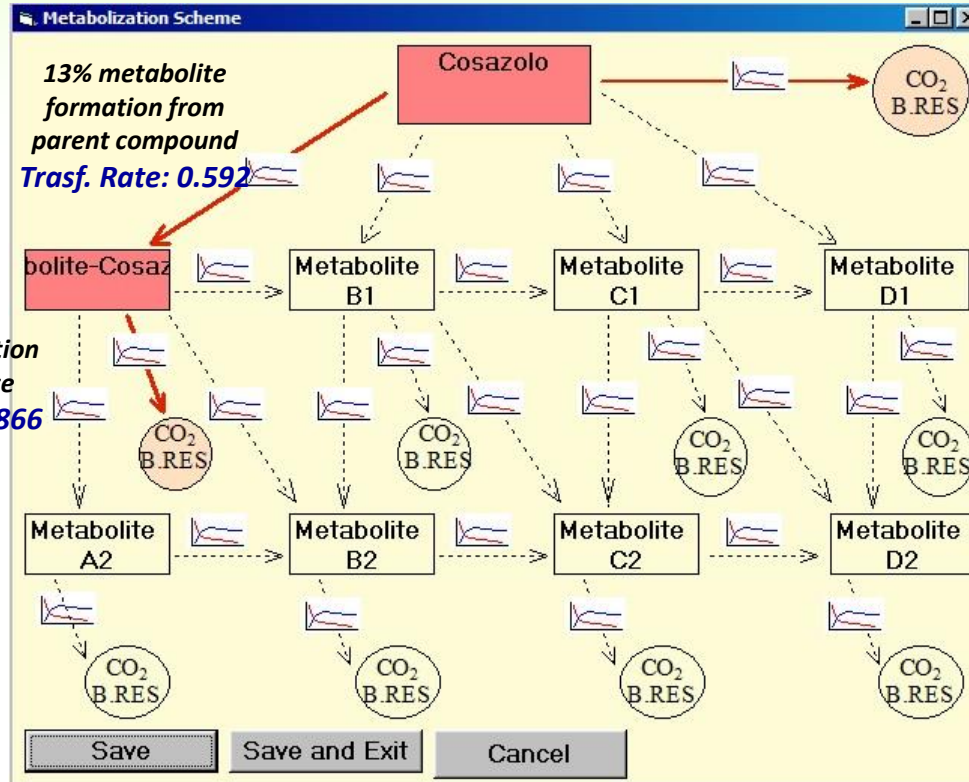 Metabolization Scheme
13% metabolite
formation from
parent compound
Trasf. Rate: 0.592
Cosazolo
CO2
B.RES
bolite-Cosaz
Metabolite
B1
Metabolite
C1
Metabolite
D1
tion
866
CO2
B.RES
CO2
B.RES
CO2
B.RES
CO2
B.RES
Metabolite
A2
Metabolite
B2
Metabolite
C2
Metabolite
D2
CO2
B.RES
CO2
B.RES
CO2
B.RES
CO2
B.RES
Save
Save and Exit
Cancel